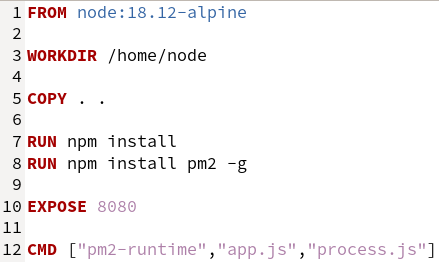 1 FROM node:18.12-alpine
2
3 WORKDIR /home/node
4
5 COPY . .
6
7 RUN npm install
8 RUN npm install pm2 -g
9
10 EXPOSE 8080
11
12 CMD ["pm2-runtime","app.js","process.js"]